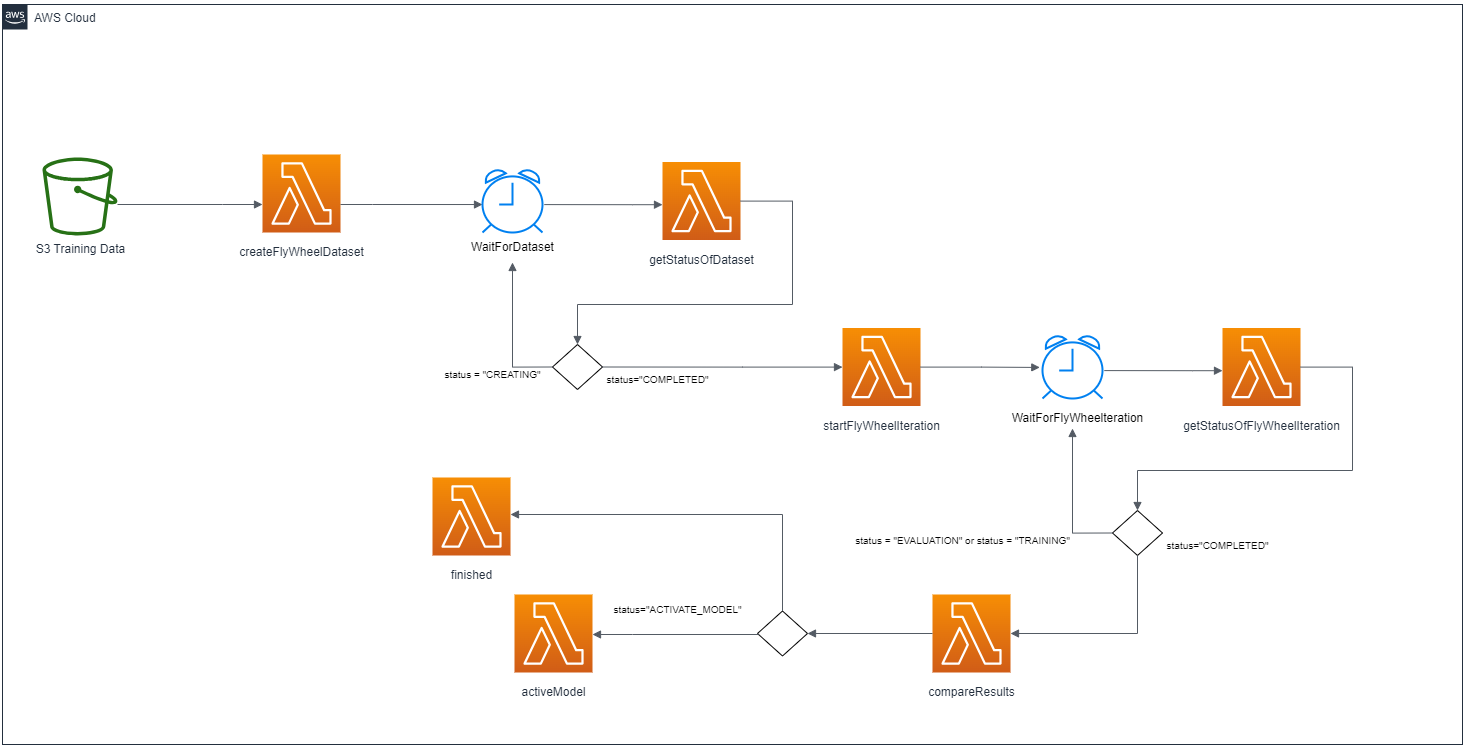 aws
AWS Cloud
S3 Training Data
createFlyWheelDataset
WaitForDataset
getStatusOfDataset
status = "CREATING"
status="COMPLETED"
startFlyWheelIteration
WaitForFlyWheeIteration
getStatusOfFlyWheelIteration
status = "EVALUATION" or status = "TRAINING"
status="COMPLETED"
finished
status="ACTIVATE_MODEL"
activeModel
compareResults